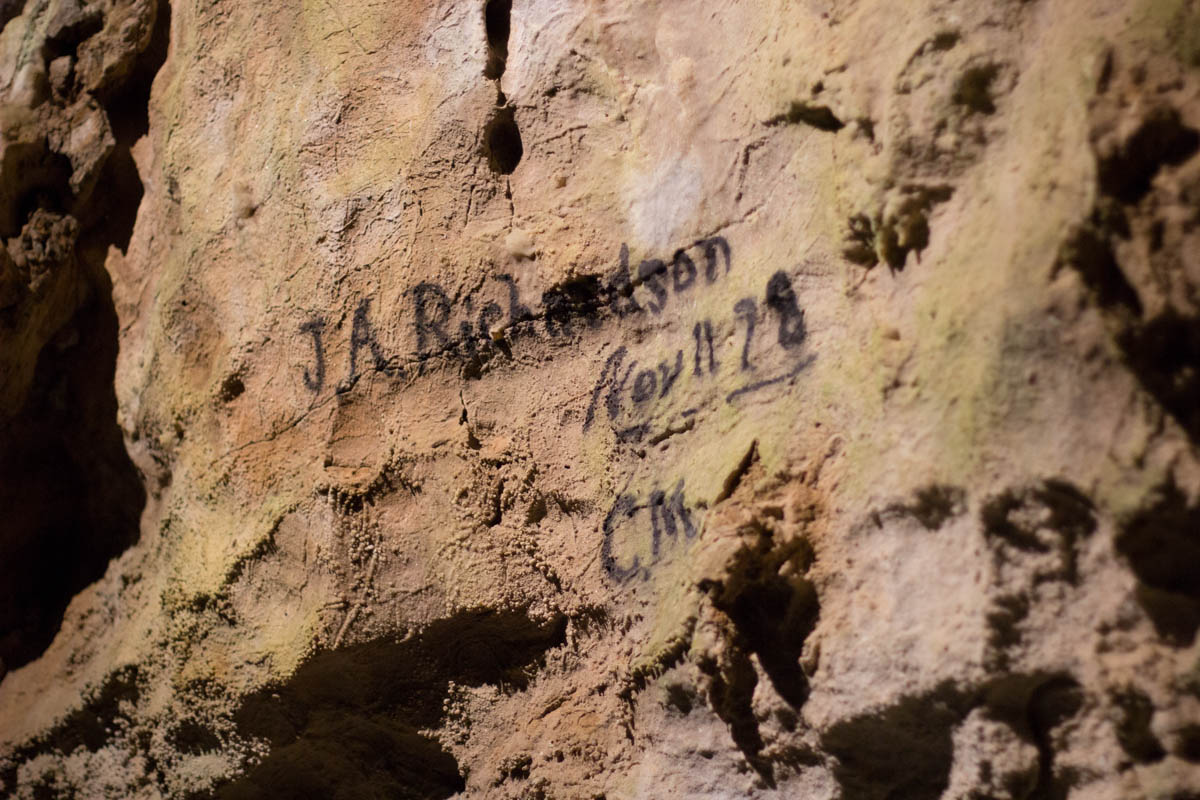 J A Richardson
Nov 11 78
CM